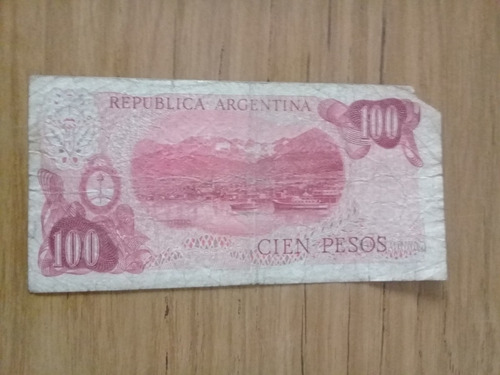 REPUBLICA ARGENTINA
100
100
CIEN PESOS